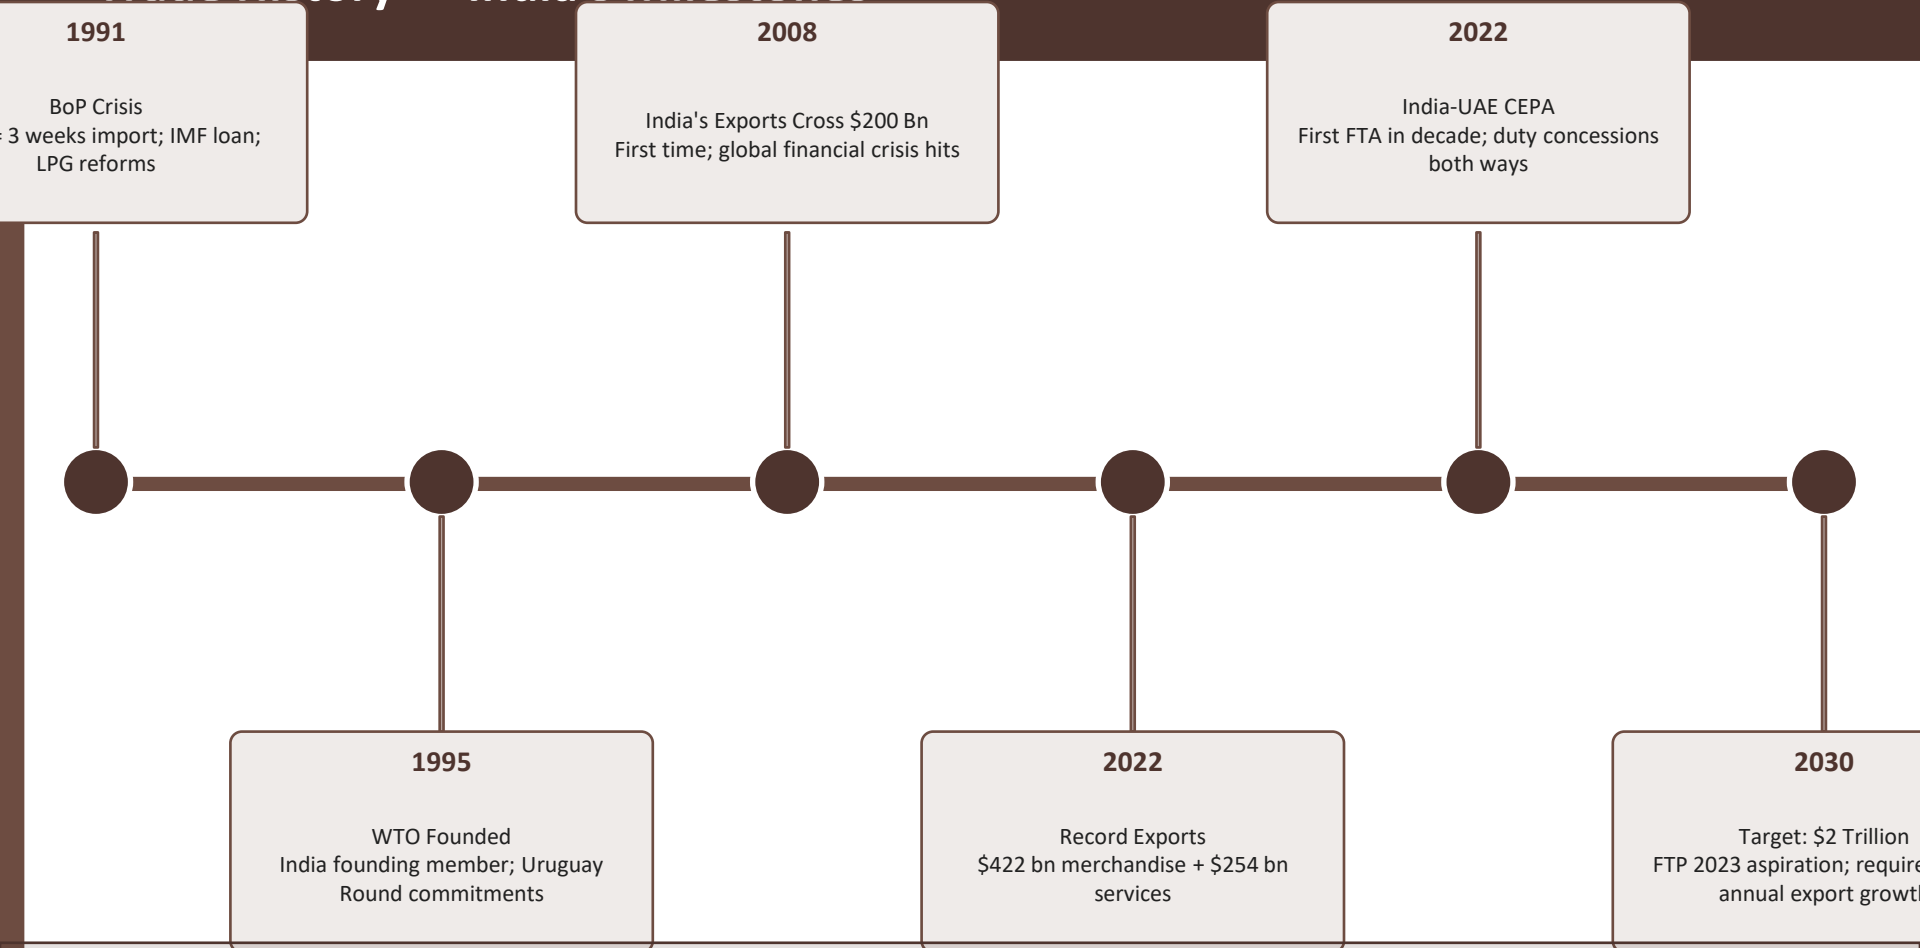 1991
BoP Crisis
= 3 weeks import; IMF loan;
LPG reforms
2008
India's Exports Cross $200 Bn
First time; global financial crisis hits
2022
India-UAE CEPA
First FTA in decade; duty concessions
both ways
1995
WTO Founded
India founding member; Uruguay
Round commitments
2022
Record Exports
$422 bn merchandise + $254 bn
services
2030
Target: $2 Trillion
FTP 2023 aspiration;
annual export